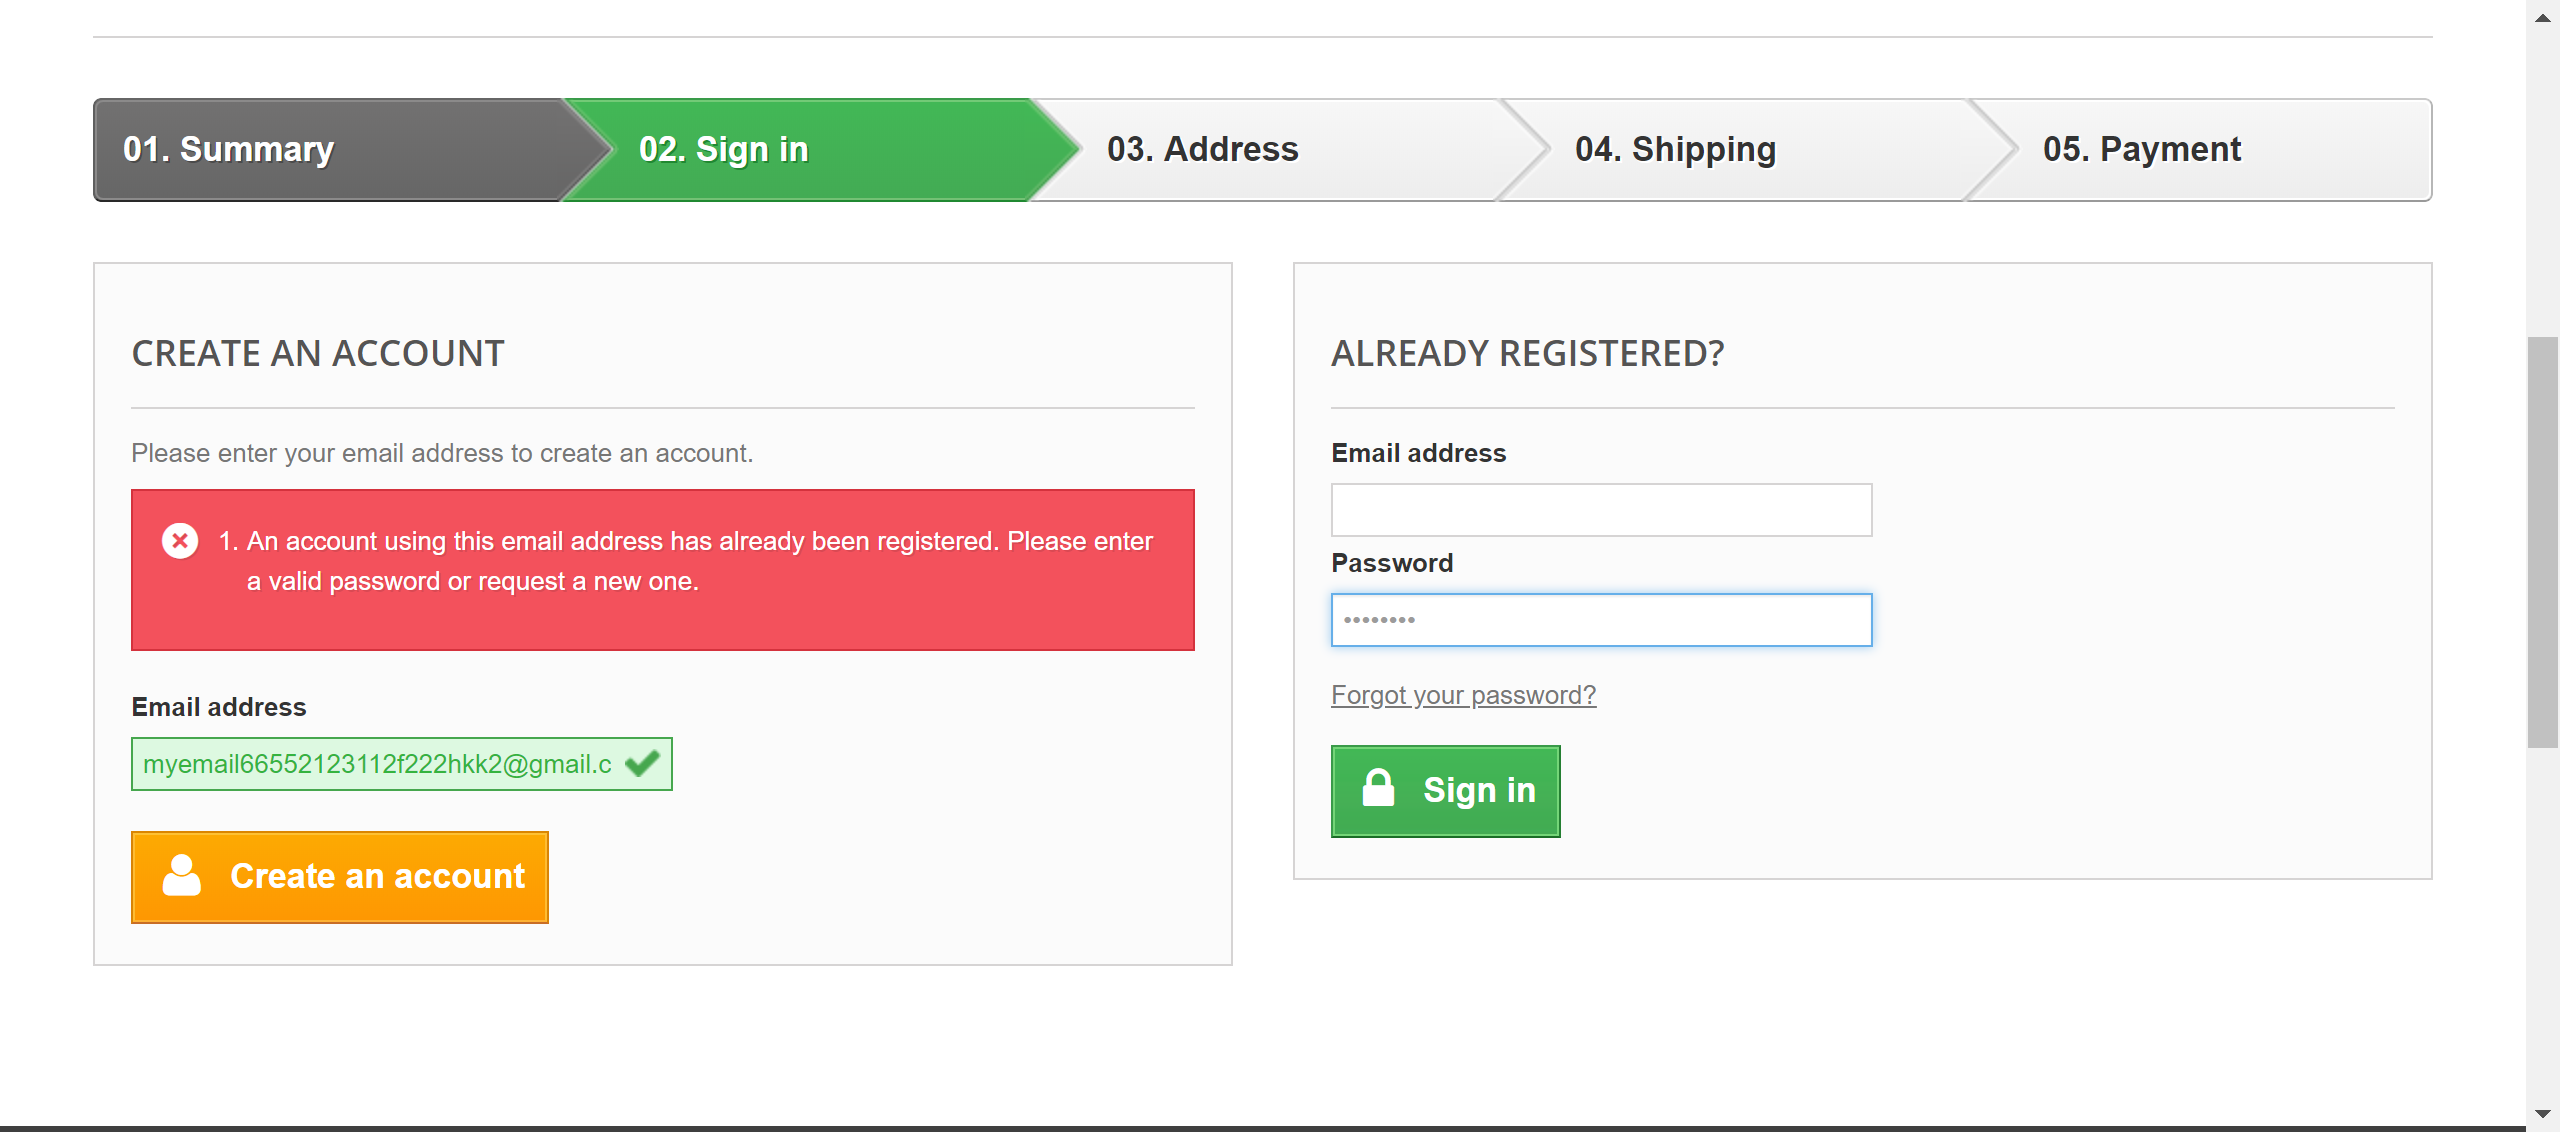 01. Summary
02. Sign in
03. Address
04. Shipping
05. Payment
CREATE AN ACCOUNT
Please enter your email address to create an account.
1. An account using this email address has already been registered. Please enter
a valid password or request a new one.
Email address
myemail66552123112f222hkk2@gmail.c
Create an account
ALREADY REGISTERED?
Email address
Password
••••••••
Forgot your password?
Sign in